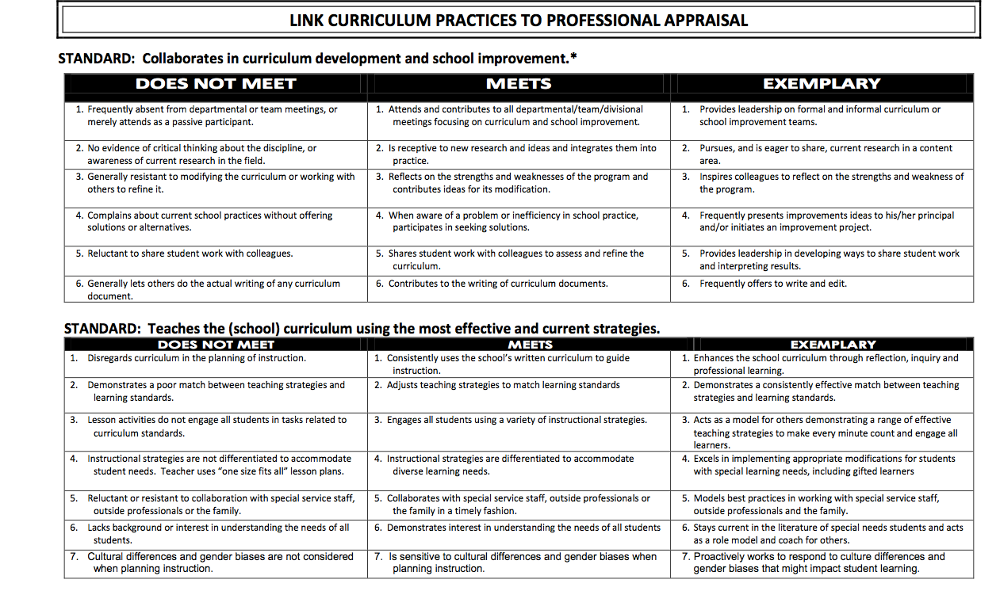 LINK CURRICULUM PRACTICES TO PROFESSIONAL APPRAISAL
STANDARD: Collaborates in curriculum development and school improvement.*
DOES NOT MEET
MEETS
EXEMPLARY
1. Frequently absent from departmental or team meetings, or
merely attends as a passive participant.
1. Attends and contributes to all departmental/team/divisional
meetings focusing on curriculum and school improvement.
1. Provides leadership on formal and informal curriculum or
school improvement teams.
2. No evidence of critical thinking about the discipline, or
awareness of current research in the field.
2. Is receptive to new research and ideas and integrates them into
practice.
2. Pursues, and is eager to share, current research in a content
area.
3. Generally resistant to modifying the curriculum or working with
others to refine it.
3. Reflects on the strengths and weaknesses of the program and
contributes ideas for its modification.
3. Inspires colleagues to reflect on the strengths and weakness of
the program.
4. Complains about current school practices without offering
solutions or alternatives.
4. When aware of a problem or inefficiency in school practice,
participates in seeking solutions.
4. Frequently presents improvements ideas to his/her principal
and/or initiates an improvement project.
5. Reluctant to share student work with colleagues.
5. Shares student work with colleagues to assess and refine the
curriculum.
5. Provides leadership in developing ways to share student work
and interpreting results.
6. Generally lets others do the actual writing of any curriculum
document.
6. Contributes to the writing of curriculum documents.
6. Frequently offers to write and edit.
STANDARD: Teaches the (school) curriculum using the most effective and current strategies.
DOES NOT MEET
MEETS
EXEMPLARY
1. Disregards curriculum in the planning of instruction.
1. Consistently uses the school's written curriculum to guide
instruction.
1. Enhances the school curriculum through reflection, inquiry and
professional learning.
2. Demonstrates a poor match between teaching strategies and
learning standards.
2. Adjusts teaching strategies to match learning standards
2. Demonstrates a consistently effective match between teaching
strategies and learning standards.
3. Lesson activities do not engage all students in tasks related to
curriculum standards.
3. Engages all students using a variety of instructional strategies.
3. Acts as a model for others demonstrating a range of effective
teaching strategies to make every minute count and engage all
learners.
4. Instructional strategies are not differentiated to accommodate
student needs. Teacher uses "one size fits all" lesson plans.
4. Instructional strategies are differentiated to accommodate
diverse learning needs.
4. Excels in implementing appropriate modifications for students
with special learning needs, including gifted learners
5. Reluctant or resistant to collaboration with special service staff,
outside professionals or the family.
5. Collaborates with special service staff, outside professionals or
the family in a timely fashion.
5. Models best practices in working with special service staff,
outside professionals and the family.
6. Lacks background or interest in understanding the needs of all
students.
6. Demonstrates interest in understanding the needs of all students
6. Stays current in the literature of special needs students and acts
as a role model and coach for others.
7. Cultural differences and gender biases are not considered
when planning instruction.
7. Is sensitive to cultural differences and gender biases when
planning instruction.
7. Proactively works to respond to culture differences and
gender biases that might impact student learning.